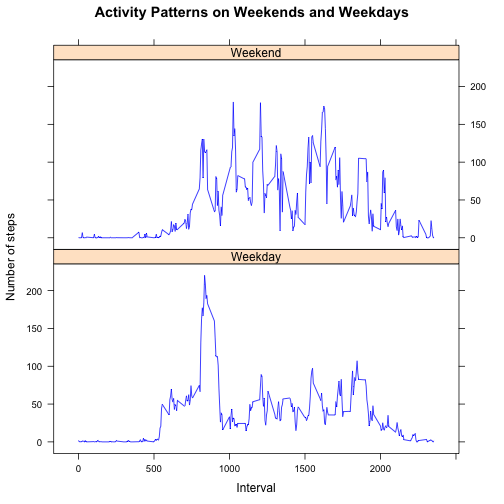 Activity Patterns on Weekends and Weekdays
Weekend
200
150
100
50
0
Weekday
200
150
100
50
0
0 500 1000 1500 2000
Number of steps
Interval